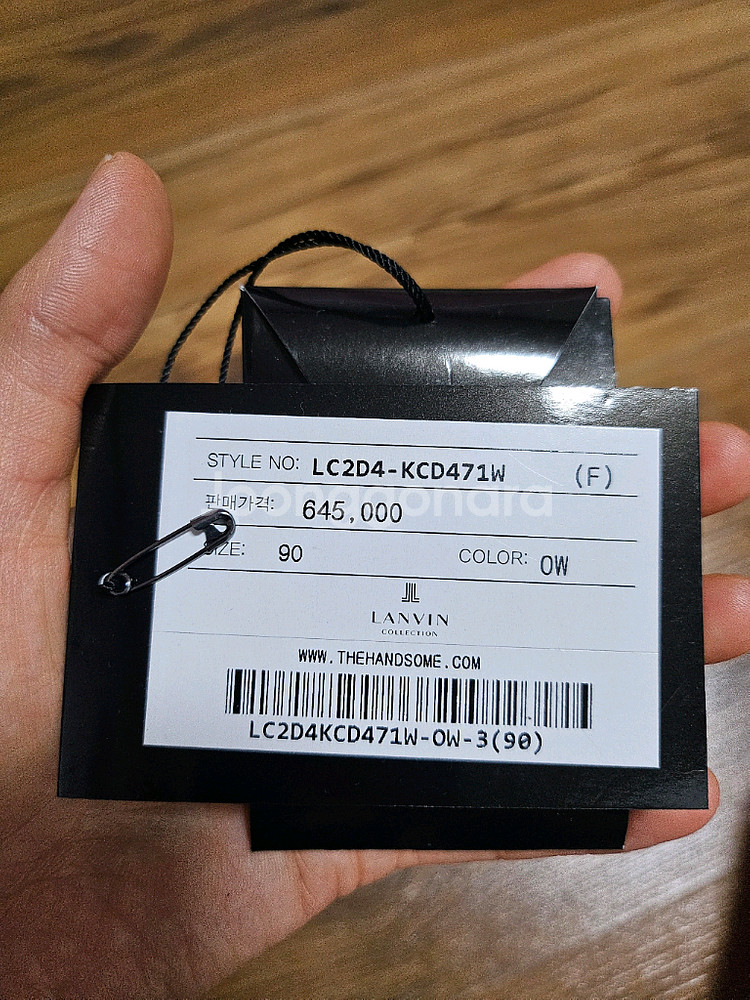 STYLE NO: LC2D4-KCD471W (F)
joonggonara
판매가격: 645,000
SIZE: 90 COLOR: OW
LANVIN
COLLECTION
WWW.THEHANDSOME.COM
LC2D4KCD471W-OW-3(90)